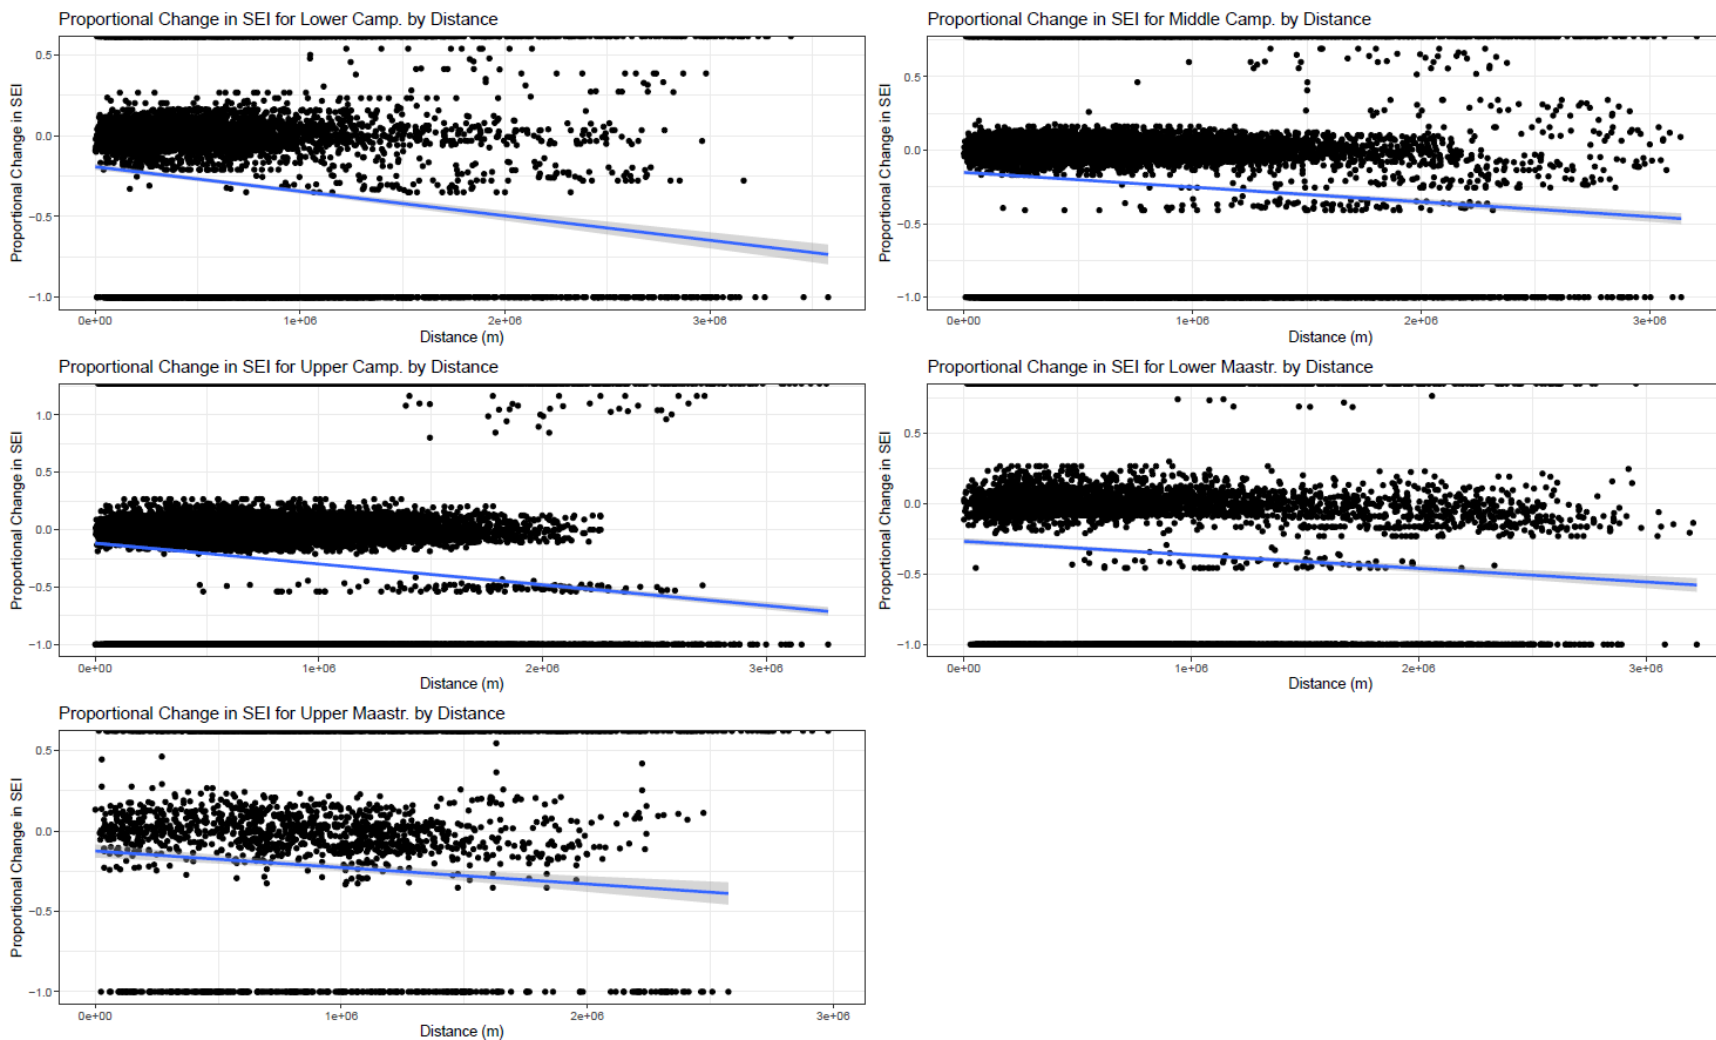 Proportional Change in SEI for Lower Camp. by Distance
Proportional Change in SEI
0.5
0.0
−0.5
−1.0
0e+00
1e+06
2e+06
3e+06
Distance (m)
Proportional Change in SEI for Middle Camp. by Distance
Proportional Change in SEI
0.5
0.0
−0.5
−1.0
0e+00
1e+06
2e+06
3e+06
Distance (m)
Proportional Change in SEI for Upper Camp. by Distance
Proportional Change in SEI
1.0
0.5
0.0
−0.5
−1.0
0e+00
1e+06
2e+06
3e+06
Distance (m)
Proportional Change in SEI for Lower Maastr. by Distance
Proportional Change in SEI
0.5
0.0
−0.5
−1.0
0e+00
1e+06
2e+06
3e+06
Distance (m)
Proportional Change in SEI for Upper Maastr. by Distance
Proportional Change in SEI
0.5
0.0
−0.5
−1.0
0e+00
1e+06
2e+06
3e+06
Distance (m)